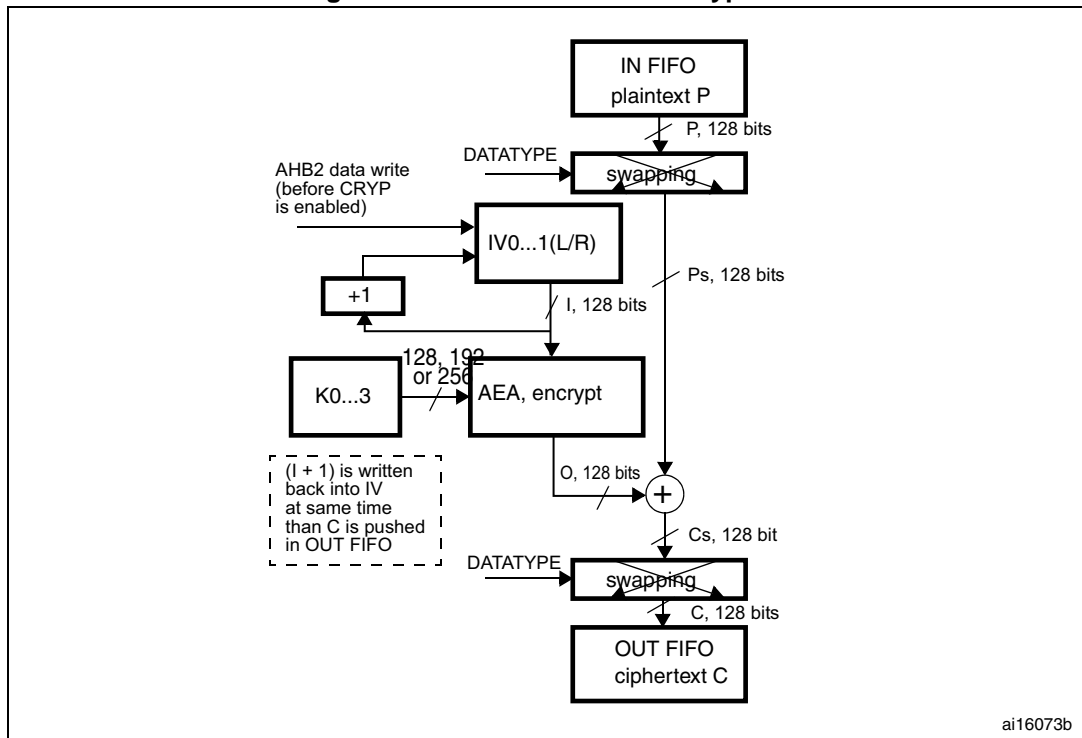 IN FIFO
plaintext P
P, 128 bits
DATATYPE
swapping
AHB2 data write
(before CRYP
is enabled)
IV0...1(L/R)
Ps, 128 bits
+1
I, 128 bits
128, 192
or 256
K0...3
AEA, encrypt
(I + 1) is written
back into IV
at same time
than C is pushed
in OUT FIFO
O, 128 bits
+
Cs, 128 bit
DATATYPE
swapping
C, 128 bits
OUT FIFO
ciphertext C
ai16073b